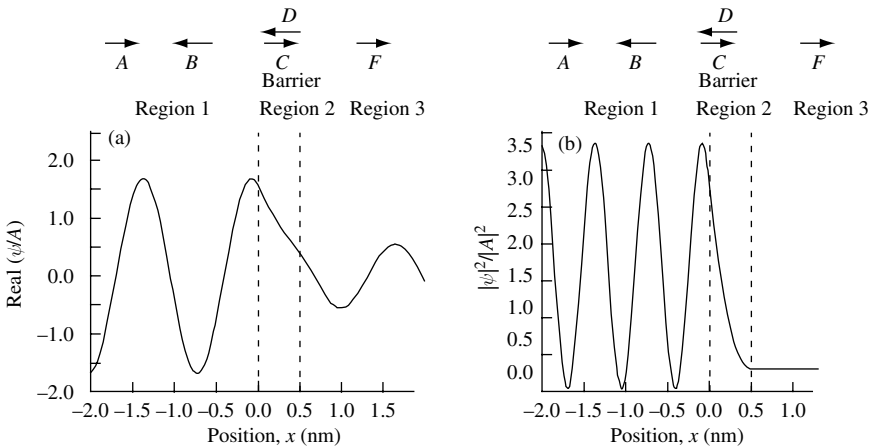 D
A B C F
Barrier
Region 1 Region 2 Region 3
(a)
2.0
1.0
0.0
−1.0
−2.0
Real (ψ/A)
−2.0 −1.5 −1.0 −0.5 0.0 0.5 1.0 1.5
Position, x (nm)
D
A B C F
Barrier
Region 1 Region 2 Region 3
(b)
3.5
3.0
2.5
2.0
1.5
1.0
0.5
0.0
|ψ|²/|A|²
−2.0 −1.5 −1.0 −0.5 0.0 0.5 1.0
Position, x (nm)